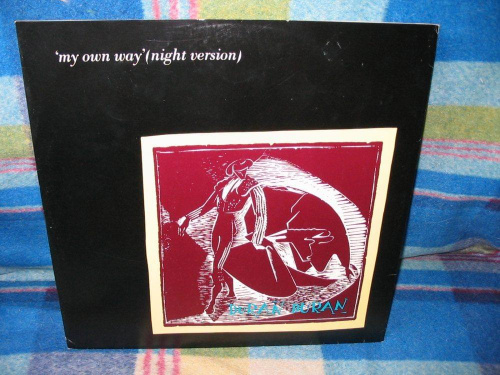 'my own way' (night version)
DURAN DURAN